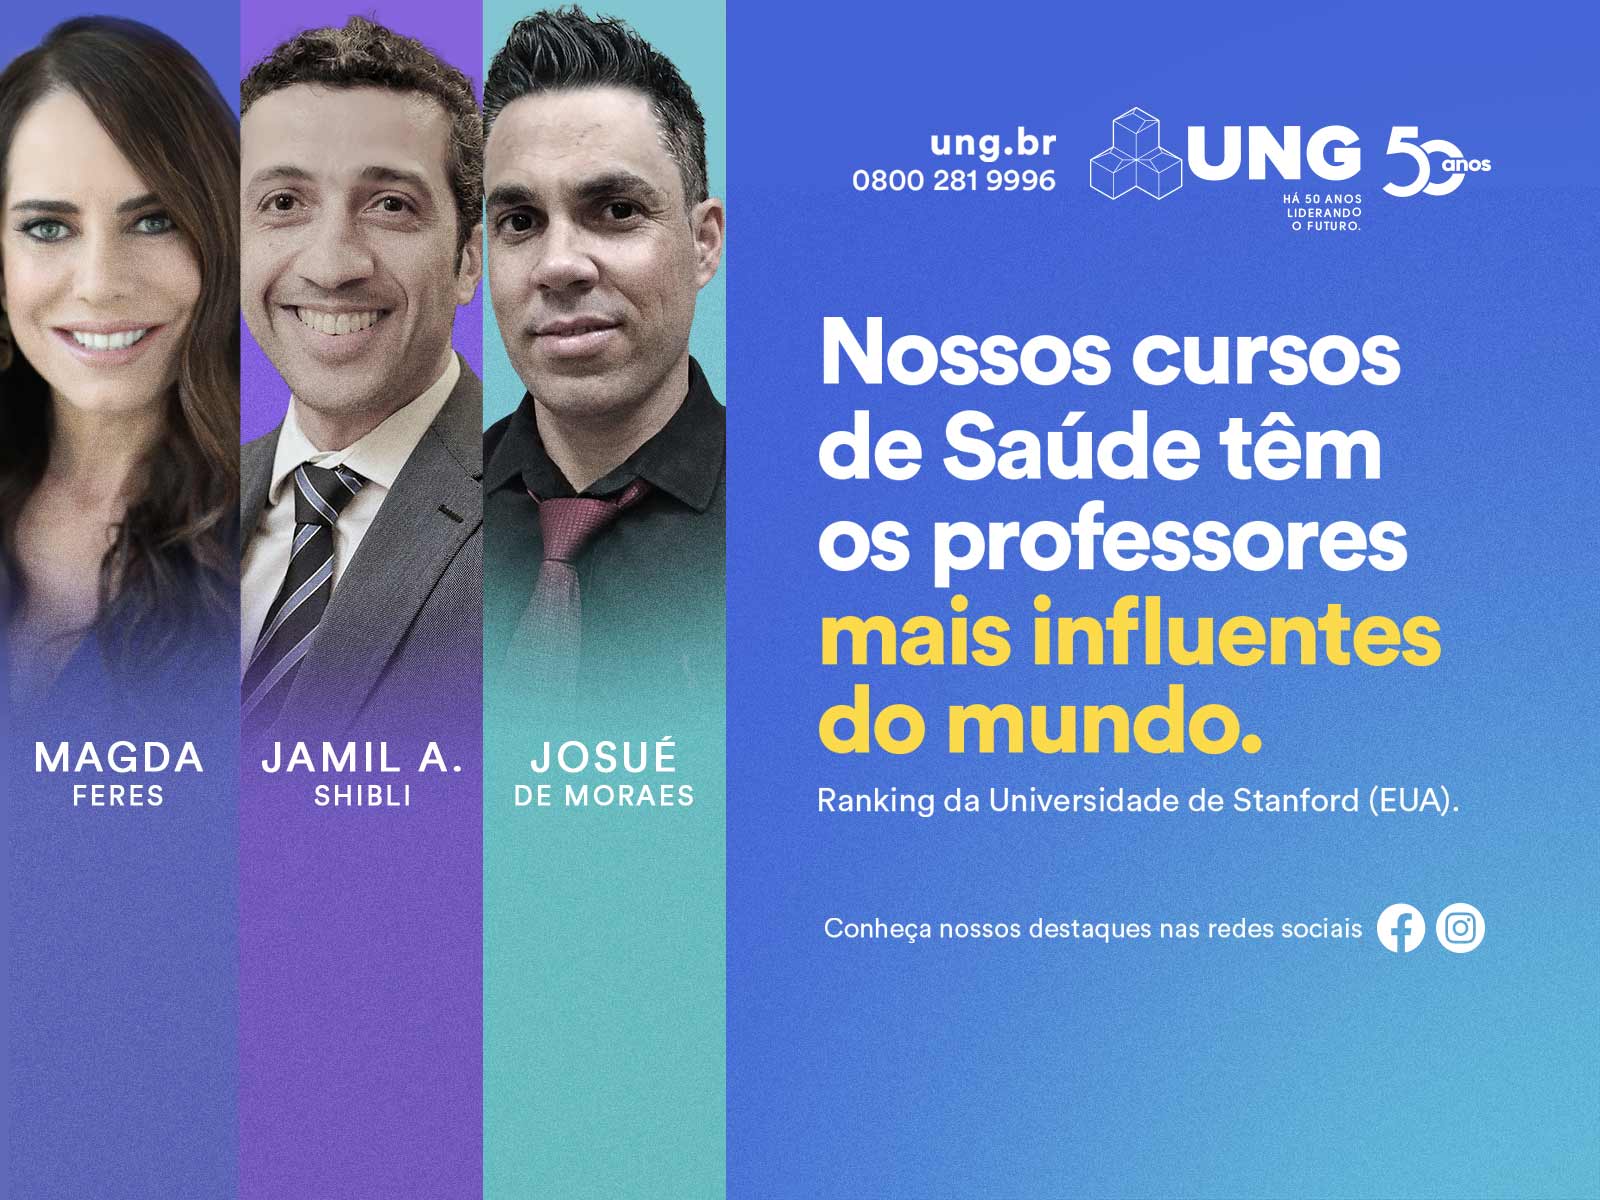 MAGDA
FERES
JAMIL A.
SHIBLI
JOSUÉ
DE MORAES
ung.br
0800 281 9996
UNG
HÁ 50 ANOS
LIDERANDO
O FUTURO.
50 anos
Nossos cursos
de Saúde têm
os professores
mais influentes
do mundo.
Ranking da Universidade de Stanford (EUA).
Conheça nossos destaques nas redes sociais